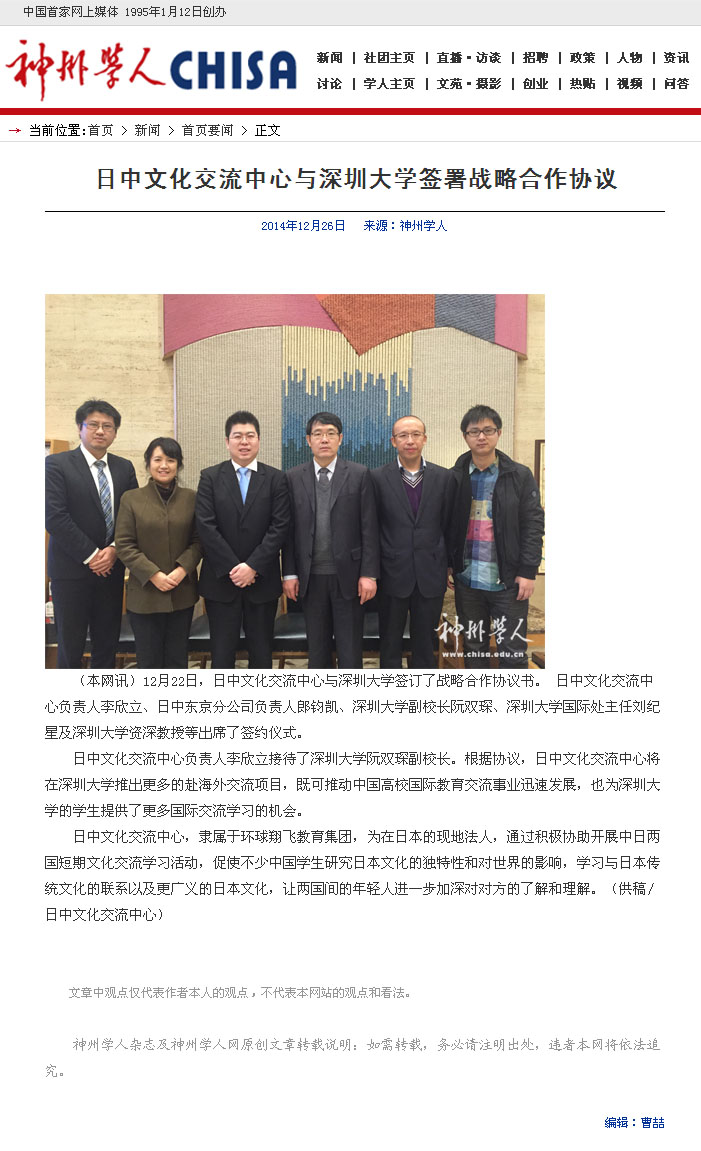 中国首家网上媒体 1995年1月12日创办
神州学人 CHISA
新闻 | 社团主页 | 直播·访谈 | 招聘 | 政策 | 人物 | 资讯
讨论 | 学人主页 | 文苑·摄影 | 创业 | 热贴 | 视频 | 问答
→ 当前位置:首页 > 新闻 > 首页要闻 > 正文
日中文化交流中心与深圳大学签署战略合作协议
2014年12月26日 来源：神州学人
神州学人
www.chisa.edu.cn
（本网讯）12月22日，日中文化交流中心与深圳大学签订了战略合作协议书。 日中文化交流中
心负责人李欣立、日中东京分公司负责人郎钧凯、深圳大学副校长阮双琛、深圳大学国际处主任刘纪
星及深圳大学资深教授等出席了签约仪式。
日中文化交流中心负责人李欣立接待了深圳大学阮双琛副校长。根据协议，日中文化交流中心将
在深圳大学推出更多的赴海外交流项目，既可推动中国高校国际教育交流事业迅速发展，也为深圳大
学的学生提供了更多国际交流学习的机会。
日中文化交流中心，隶属于环球翔飞教育集团，为在日本的现地法人，通过积极协助开展中日两
国短期文化交流学习活动，促使不少中国学生研究日本文化的独特性和对世界的影响，学习与日本传
统文化的联系以及更广义的日本文化，让两国间的年轻人进一步加深对对方的了解和理解。（供稿/
日中文化交流中心）
文章中观点仅代表作者本人的观点，不代表本网站的观点和看法。
神州学人杂志及神州学人网原创文章转载说明：如需转载，务必请注明出处，违者本网将依法追
究。
编辑：曹喆